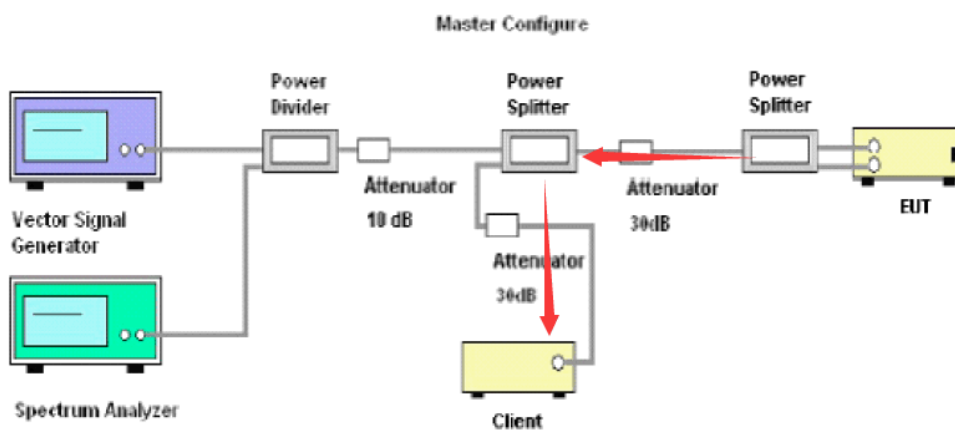 Master Configure
Power
Divider
Power
Splitter
Power
Splitter
Attenuator
10 dB
Attenuator
30dB
Attenuator
30dB
EUT
Vector Signal
Generator
Spectrum Analyzer
Client